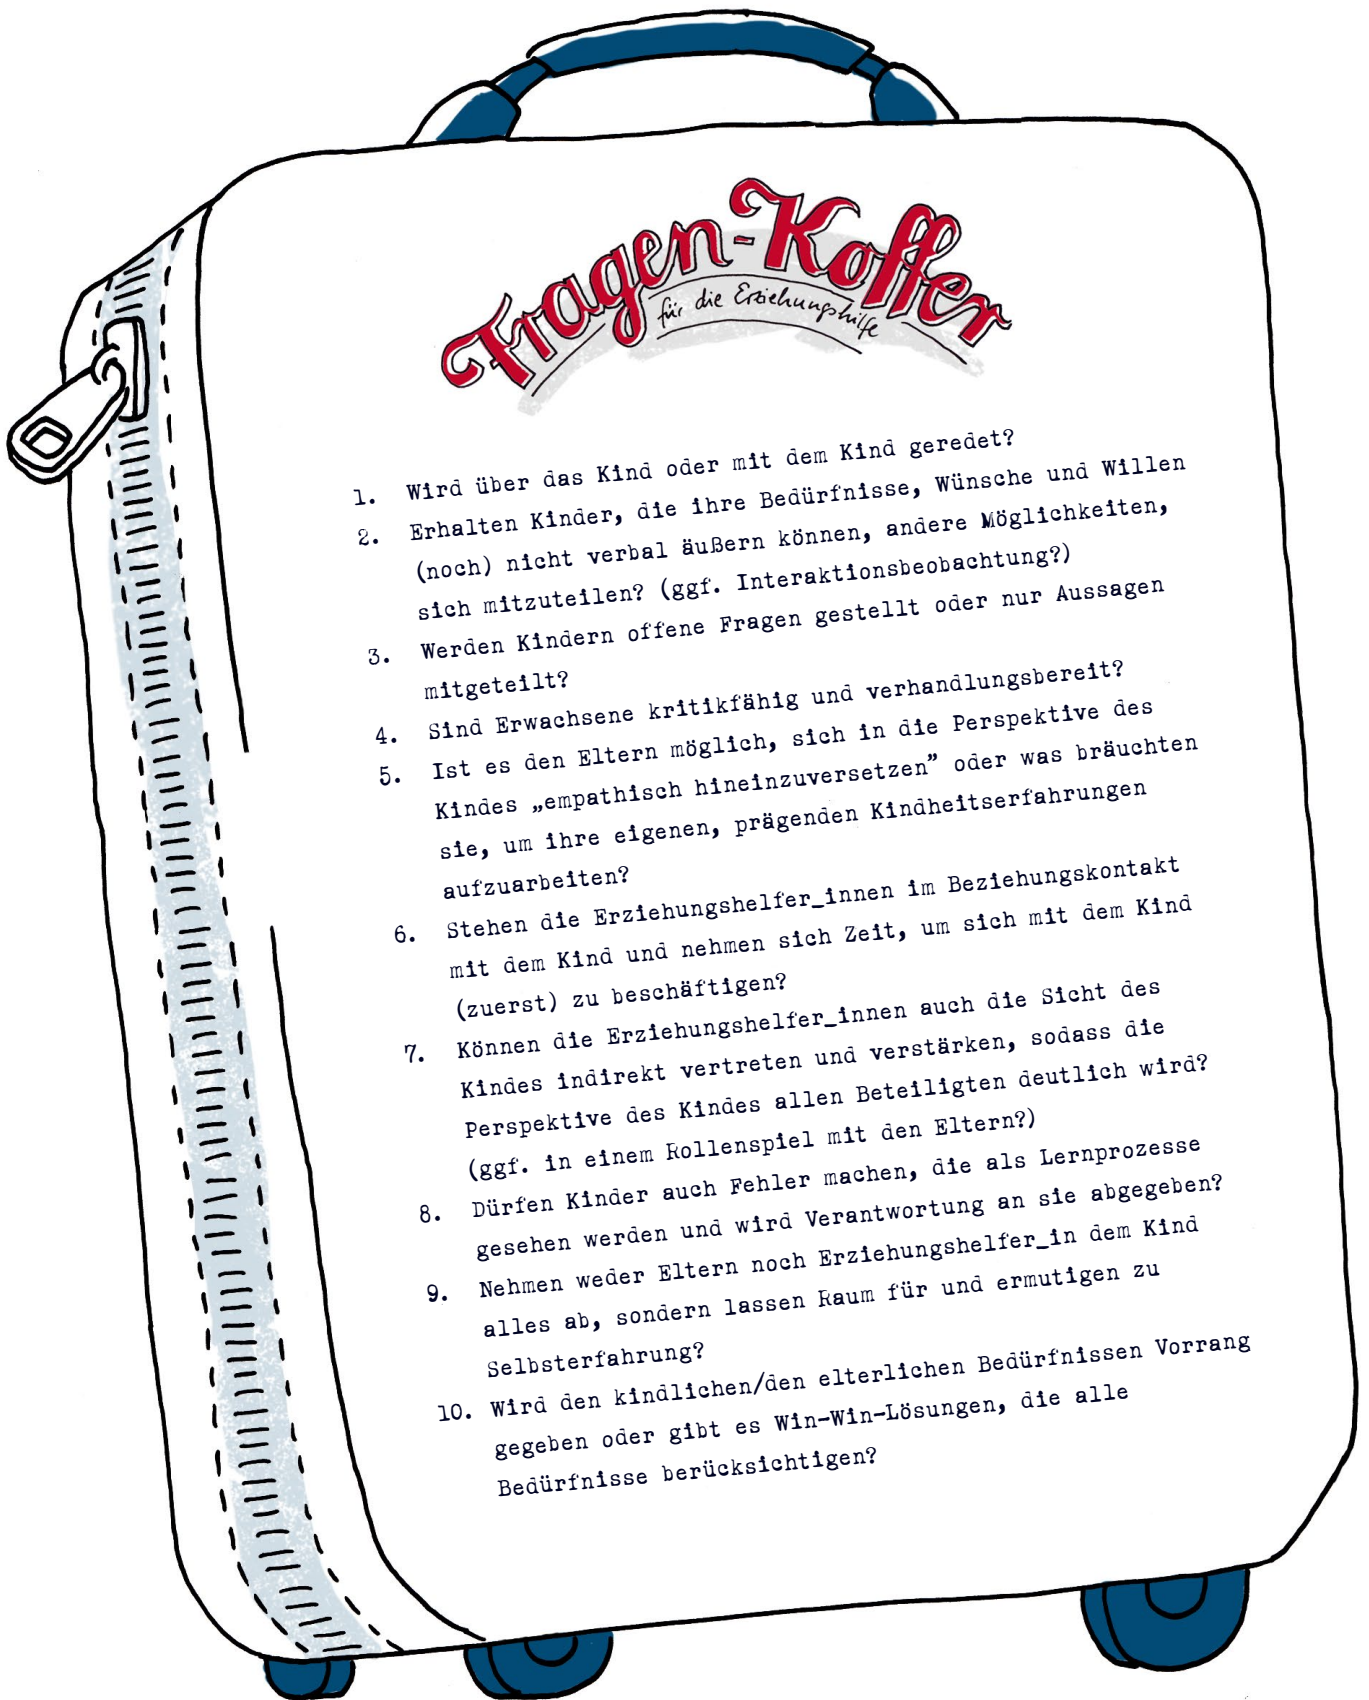 Fragen-Koffer
für die Erziehungshilfe
1. Wird über das Kind oder mit dem Kind geredet?
2. Erhalten Kinder, die ihre Bedürfnisse, Wünsche und Willen
(noch) nicht verbal äußern können, andere Möglichkeiten,
sich mitzuteilen? (ggf. Interaktionsbeobachtung?)
3. Werden Kindern offene Fragen gestellt oder nur Aussagen
mitgeteilt?
4. Sind Erwachsene kritikfähig und verhandlungsbereit?
5. Ist es den Eltern möglich, sich in die Perspektive des
Kindes „empathisch hineinzuversetzen” oder was bräuchten
sie, um ihre eigenen, prägenden Kindheitserfahrungen
aufzuarbeiten?
6. Stehen die Erziehungshelfer_innen im Beziehungskontakt
mit dem Kind und nehmen sich Zeit, um sich mit dem Kind
(zuerst) zu beschäftigen?
7. Können die Erziehungshelfer_innen auch die Sicht des
Kindes indirekt vertreten und verstärken, sodass die
Perspektive des Kindes allen Beteiligten deutlich wird?
(ggf. in einem Rollenspiel mit den Eltern?)
8. Dürfen Kinder auch Fehler machen, die als Lernprozesse
gesehen werden und wird Verantwortung an sie abgegeben?
9. Nehmen weder Eltern noch Erziehungshelfer_in dem Kind
alles ab, sondern lassen Raum für und ermutigen zu
Selbsterfahrung?
10. Wird den kindlichen/den elterlichen Bedürfnissen Vorrang
gegeben oder gibt es Win-Win-Lösungen, die alle
Bedürfnisse berücksichtigen?